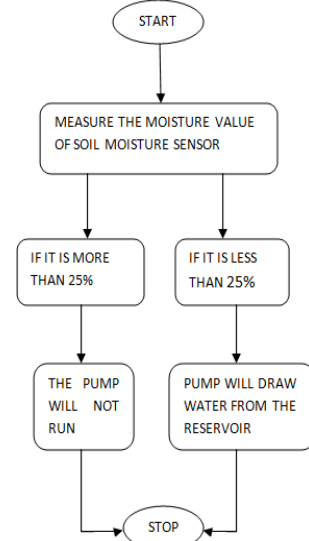 START
MEASURE THE MOISTURE VALUE
OF SOIL MOISTURE SENSOR
IF IT IS MORE
THAN 25%
IF IT IS LESS
THAN 25%
THE PUMP
WILL NOT
RUN
PUMP WILL DRAW
WATER FROM THE
RESERVOIR
STOP